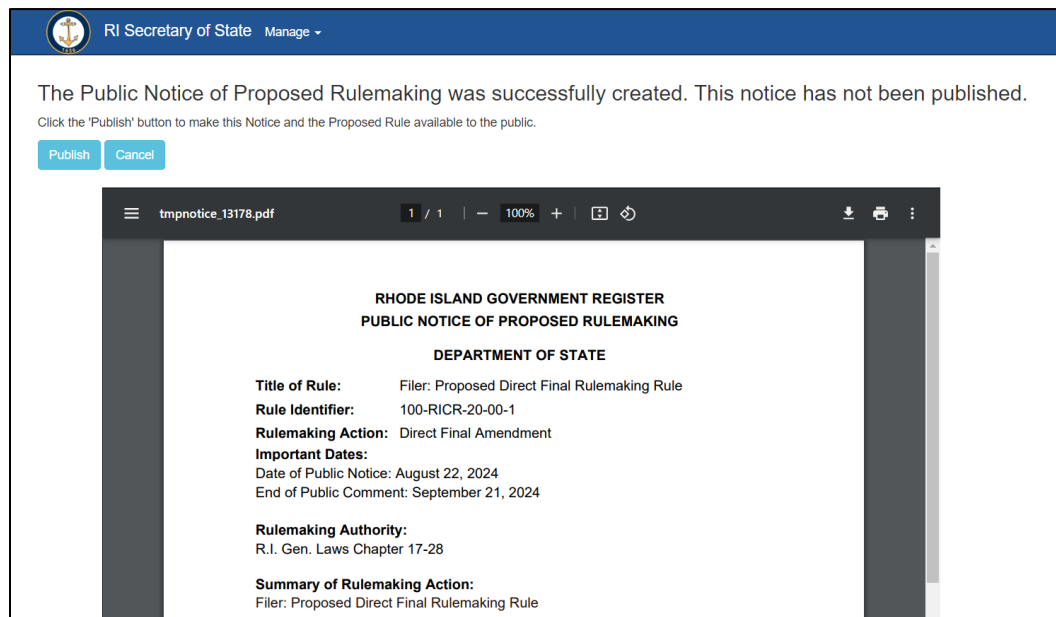 RI Secretary of State Manage
The Public Notice of Proposed Rulemaking was successfully created. This notice has not been published.
Click the 'Publish' button to make this Notice and the Proposed Rule available to the public.
Publish Cancel
tmpnotice_13178.pdf 1 / 1 100%
RHODE ISLAND GOVERNMENT REGISTER
PUBLIC NOTICE OF PROPOSED RULEMAKING
DEPARTMENT OF STATE
Title of Rule: Filer: Proposed Direct Final Rulemaking Rule
Rule Identifier: 100-RICR-20-00-1
Rulemaking Action: Direct Final Amendment
Important Dates:
Date of Public Notice: August 22, 2024
End of Public Comment: September 21, 2024
Rulemaking Authority:
R.I. Gen. Laws Chapter 17-28
Summary of Rulemaking Action:
Filer: Proposed Direct Final Rulemaking Rule